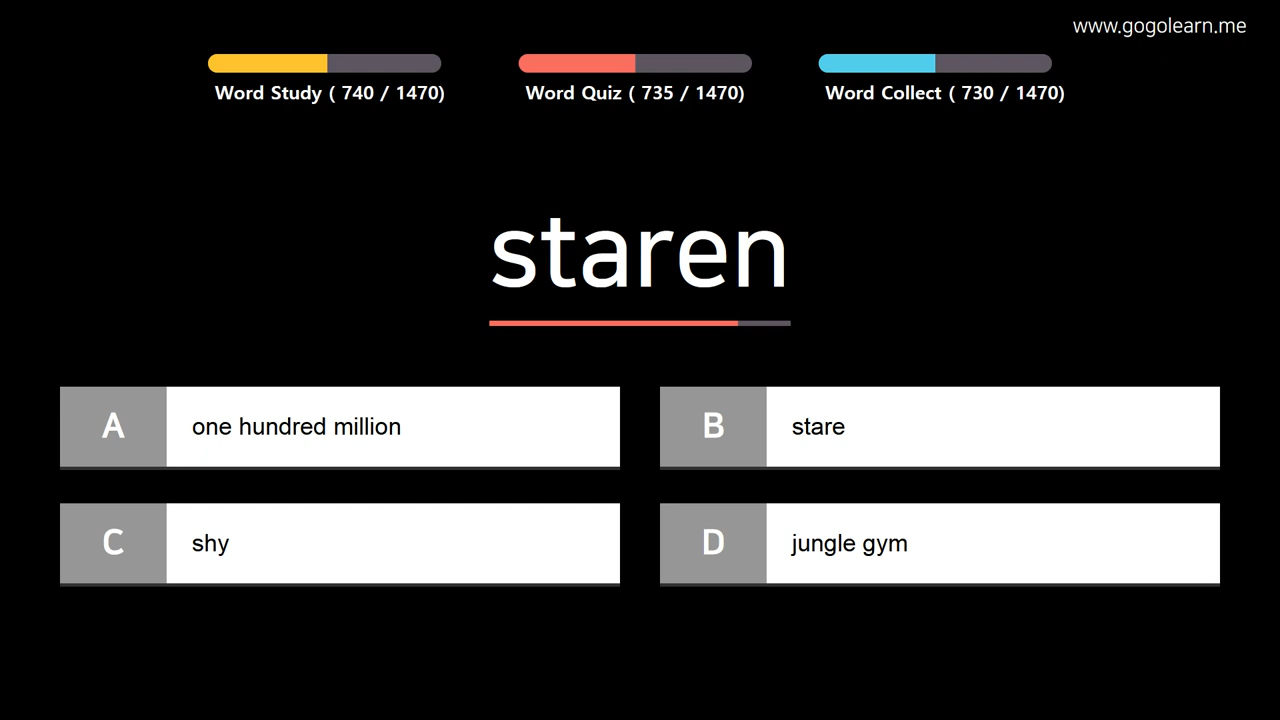 www.gogolearn.me
Word Study ( 740 / 1470)
Word Quiz ( 735 / 1470)
Word Collect ( 730 / 1470)
staren
A one hundred million
B stare
C shy
D jungle gym